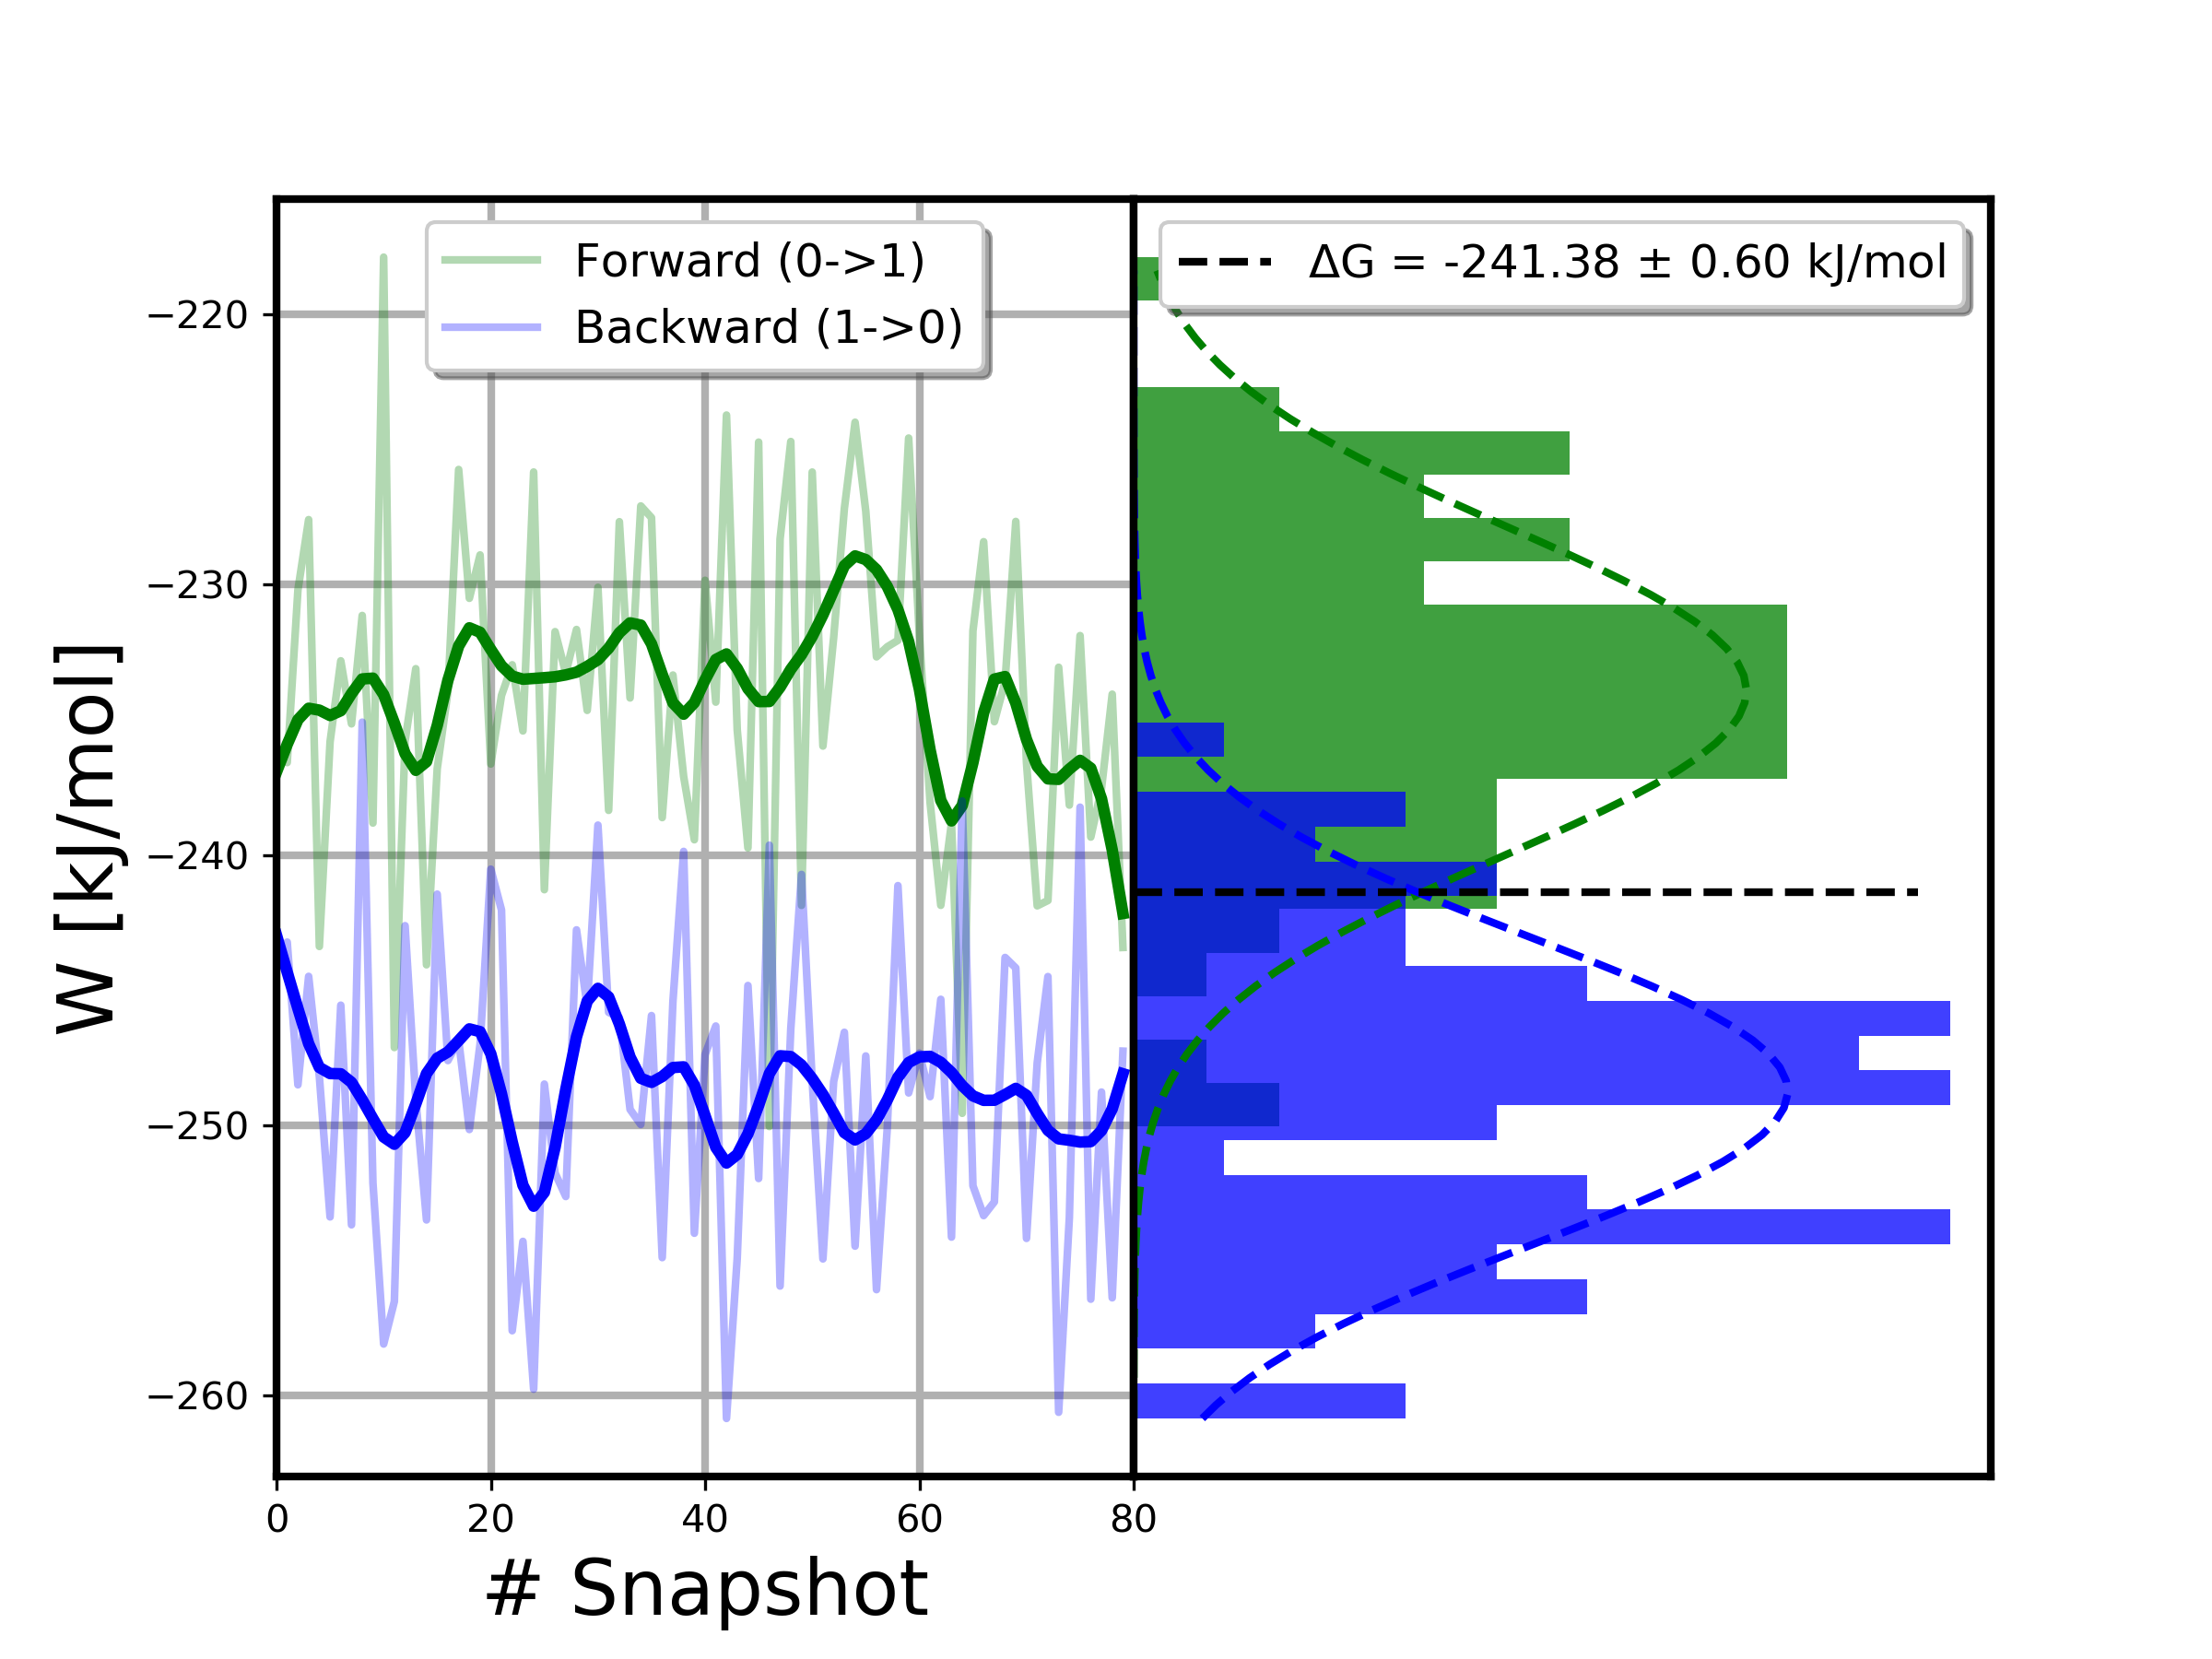 Forward (0->1)
Backward (1->0)
ΔG = -241.38 ± 0.60 kJ/mol
W [kJ/mol]
−220
−230
−240
−250
−260
0 20 40 60 80
# Snapshot